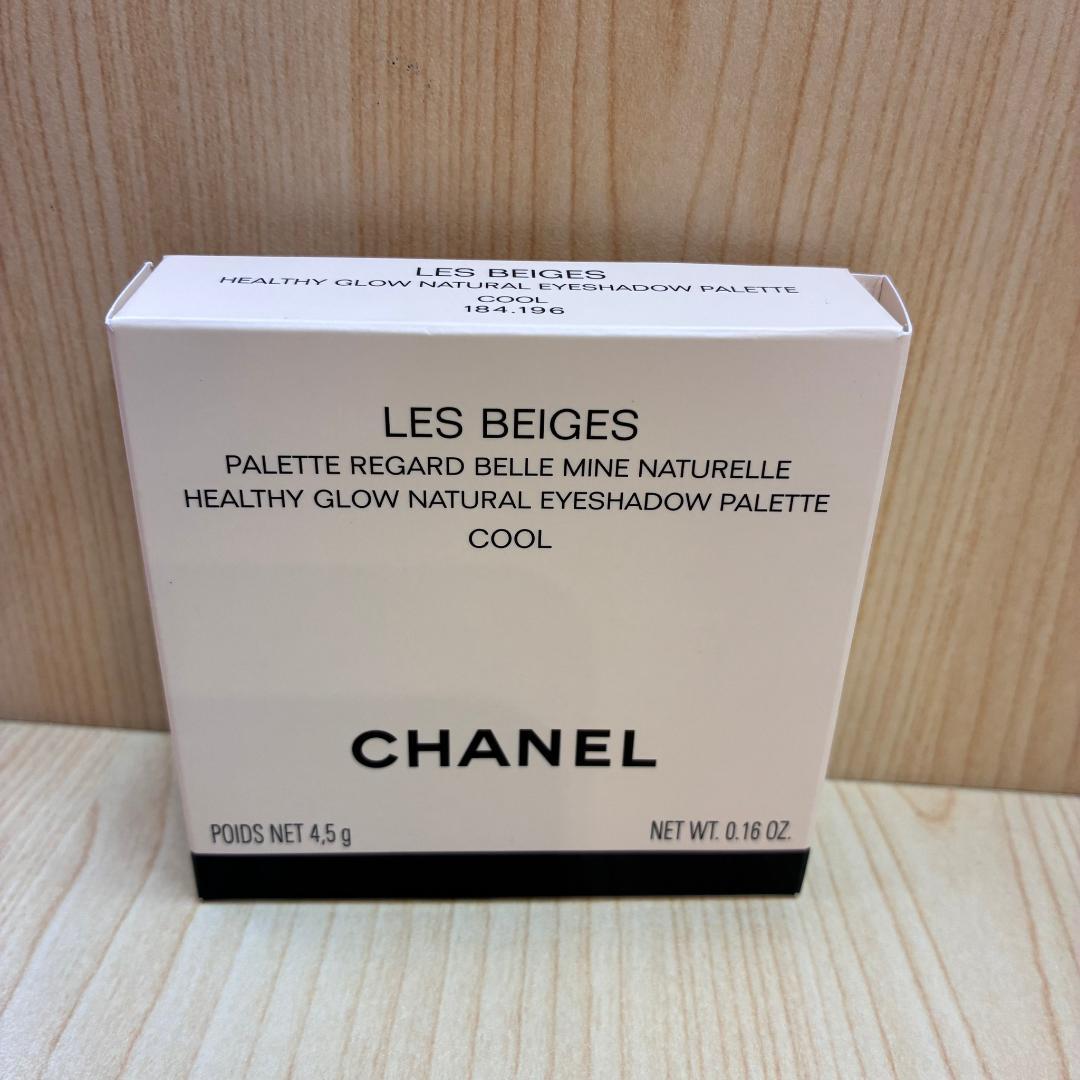 LES BEIGES
HEALTHY GLOW NATURAL EYESHADOW PALETTE
COOL
184.196
LES BEIGES
PALETTE REGARD BELLE MINE NATURELLE
HEALTHY GLOW NATURAL EYESHADOW PALETTE
COOL
CHANEL
POIDS NET 4,5 g NET WT. 0.16 OZ.